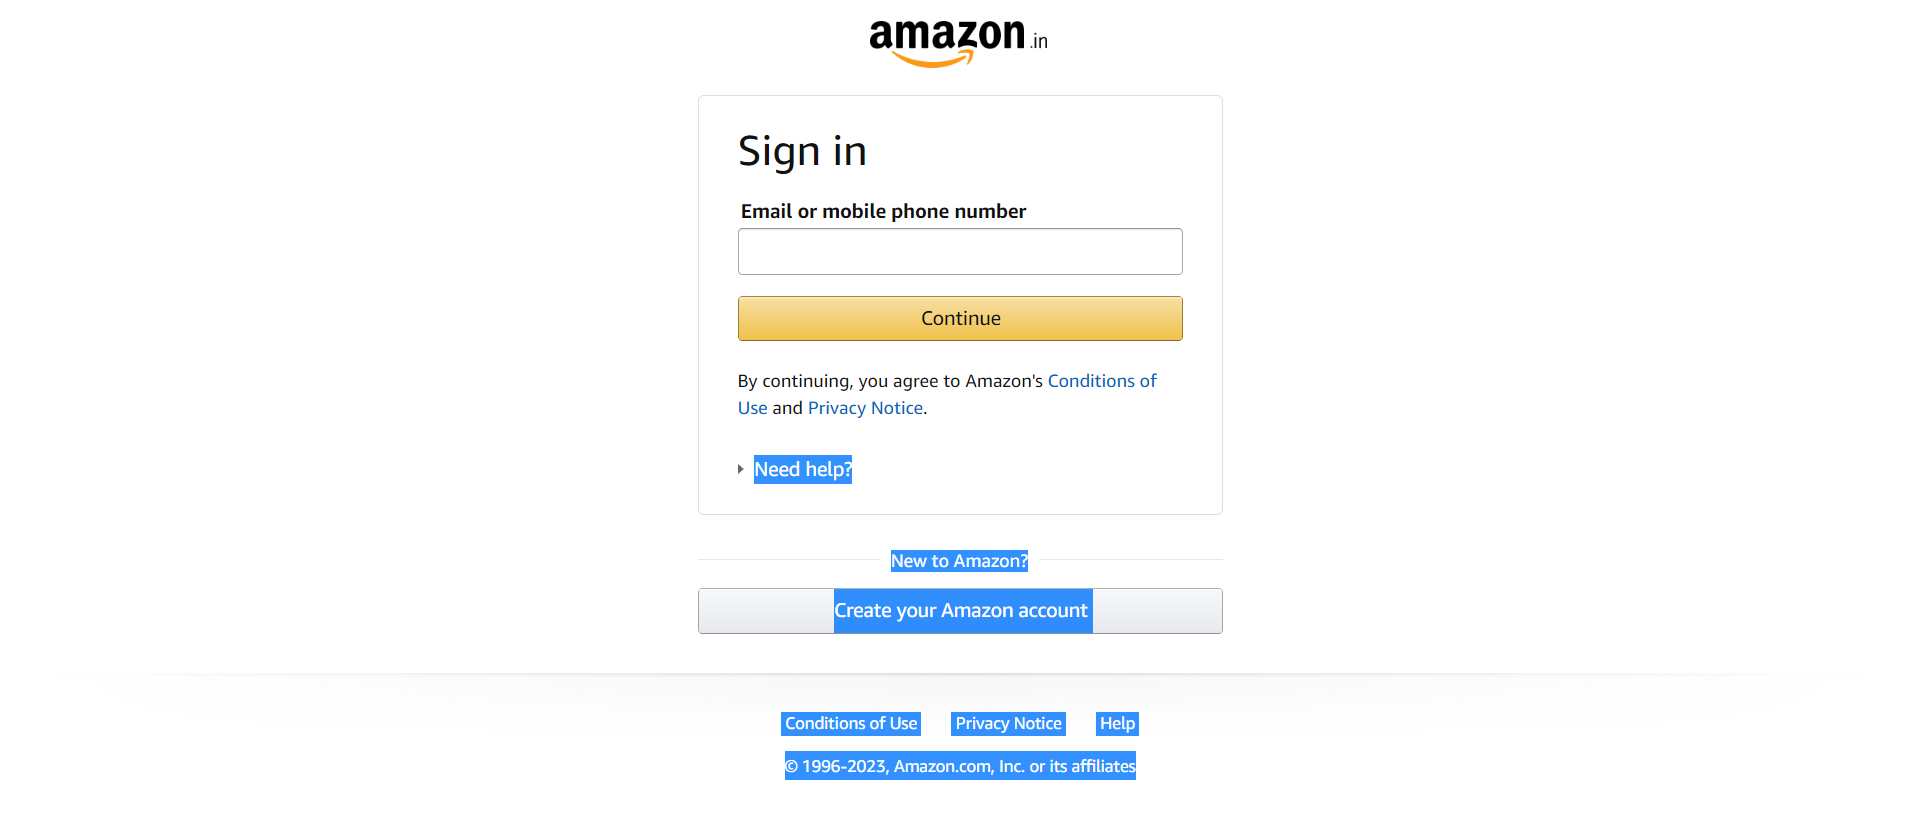 amazon.in
Sign in
Email or mobile phone number
Continue
By continuing, you agree to Amazon's Conditions of
Use and Privacy Notice.
Need help?
New to Amazon?
Create your Amazon account
Conditions of Use Privacy Notice Help
© 1996-2023, Amazon.com, Inc. or its affiliates